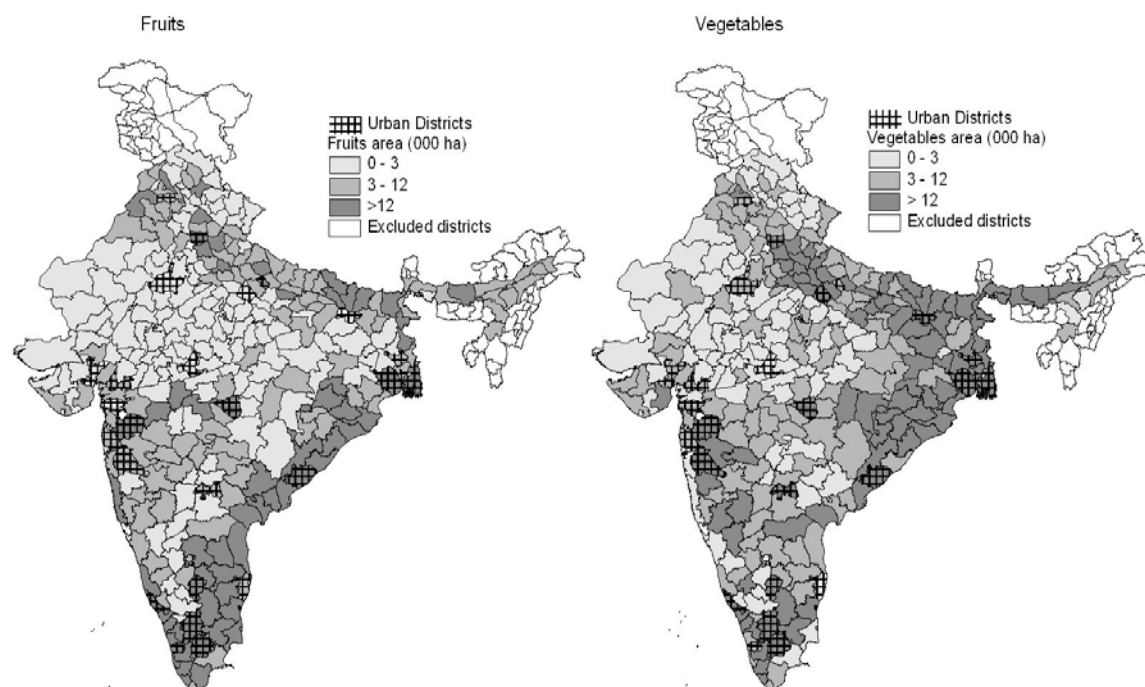 Fruits
Urban Districts
Fruits area (000 ha)
0 - 3
3 - 12
>12
Excluded districts
Vegetables
Urban Districts
Vegetables area (000 ha)
0 - 3
3 - 12
> 12
Excluded districts